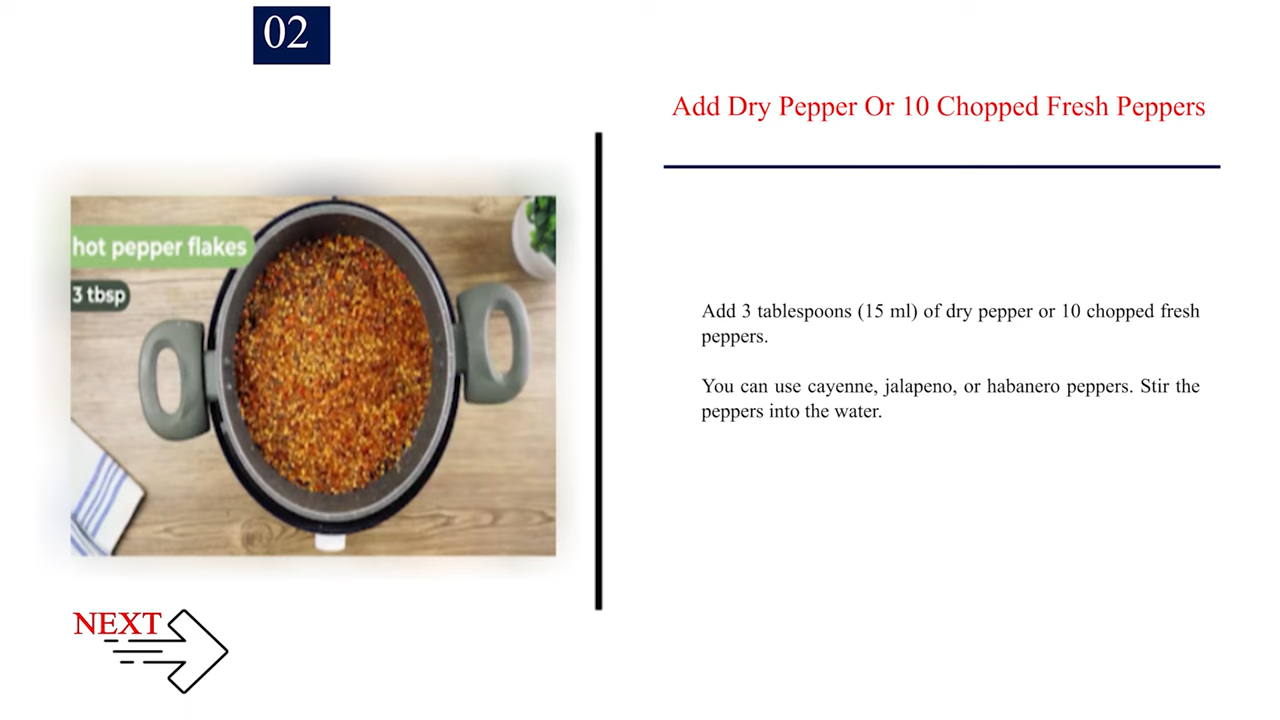 02
Add Dry Pepper Or 10 Chopped Fresh Peppers
hot pepper flakes
3 tbsp
Add 3 tablespoons (15 ml) of dry pepper or 10 chopped fresh
peppers.
You can use cayenne, jalapeno, or habanero peppers. Stir the
peppers into the water.
NEXT